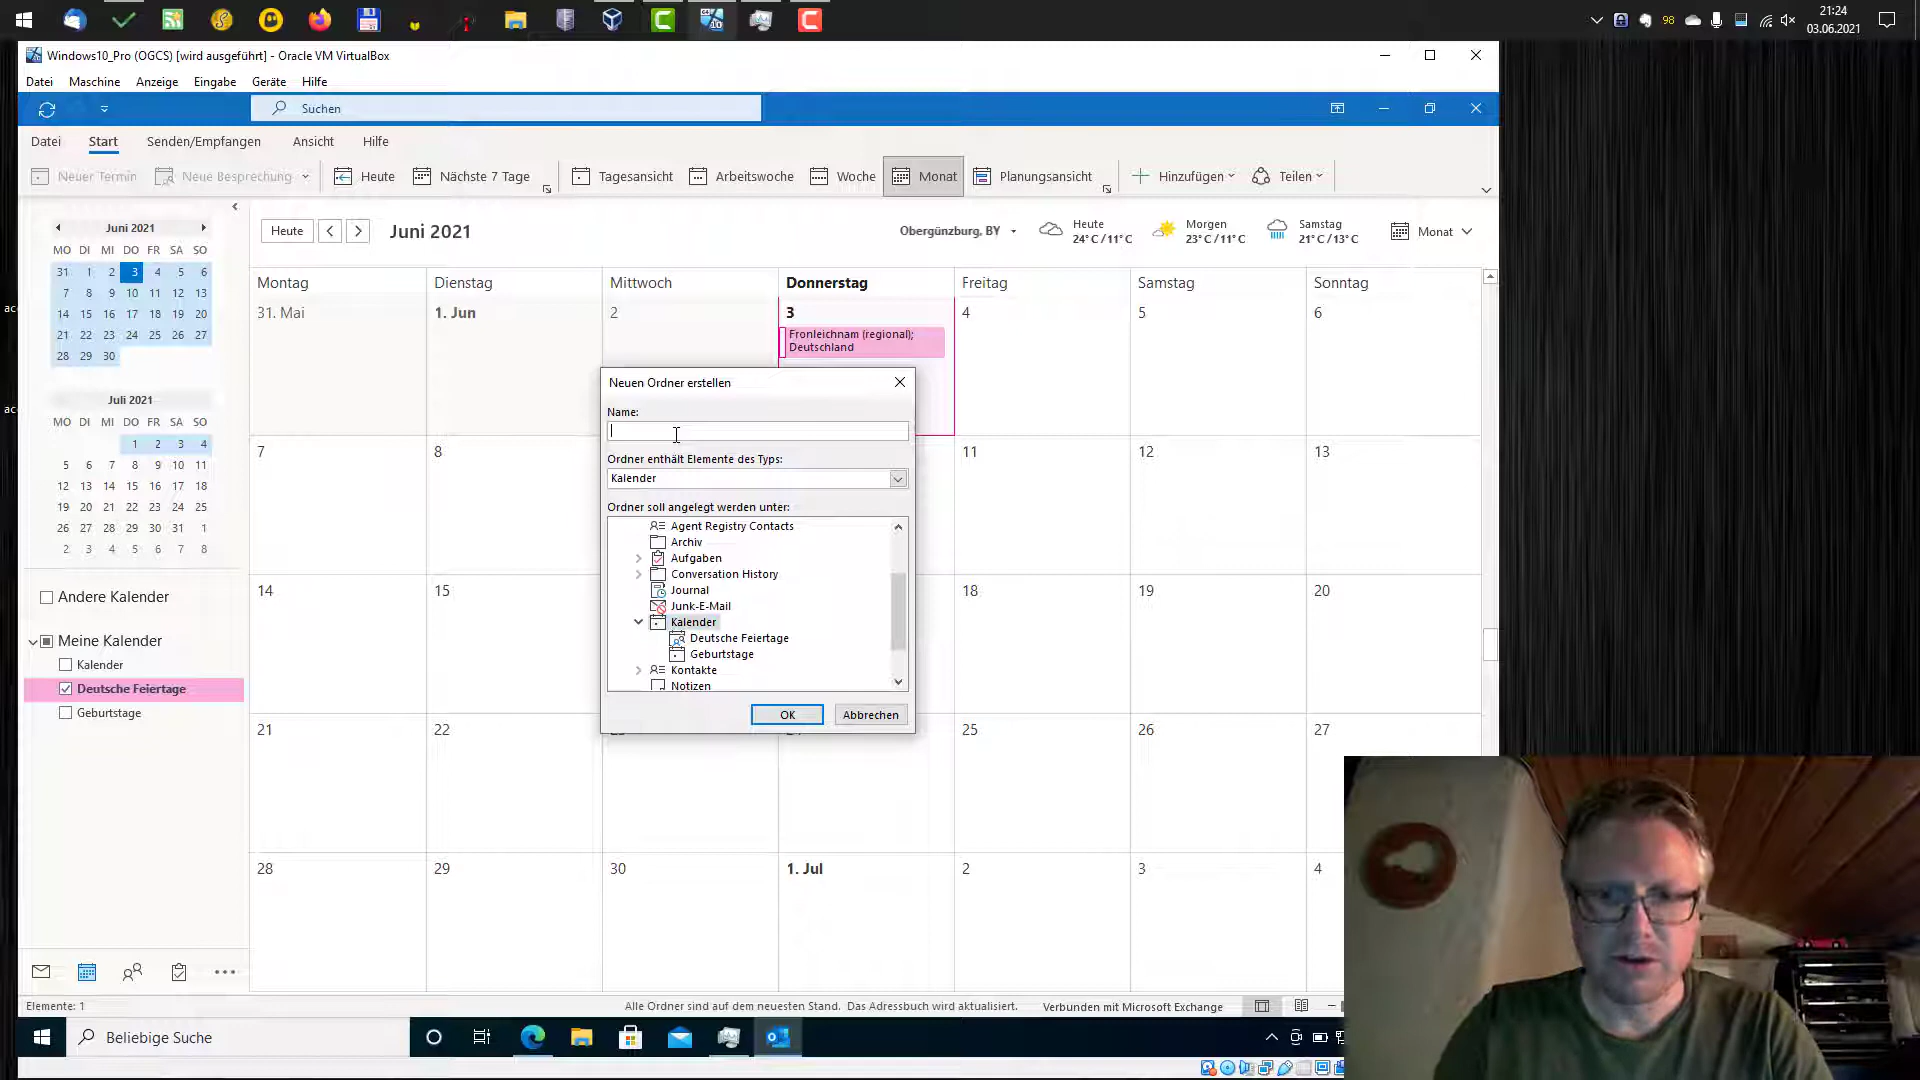 98
21:24
03.06.2021
Windows10_Pro (OGCS) [wird ausgeführt] - Oracle VM VirtualBox
Datei Maschine Anzeige Eingabe Geräte Hilfe
Suchen
Datei Start Senden/Empfangen Ansicht Hilfe
Neuer Termin Neue Besprechung Heute Nächste 7 Tage Tagesansicht Arbeitswoche Woche Monat Planungsansicht Hinzufügen Teilen
Juni 2021
MO DI MI DO FR SA SO
31 1 2 3 4 5 6
7 8 9 10 11 12 13
14 15 16 17 18 19 20
21 22 23 24 25 26 27
28 29 30
Juli 2021
MO DI MI DO FR SA SO
1 2 3 4
5 6 7 8 9 10 11
12 13 14 15 16 17 18
19 20 21 22 23 24 25
26 27 28 29 30 31 1
2 3 4 5 6 7 8
Andere Kalender
Meine Kalender
Kalender
Deutsche Feiertage
Geburtstage
Heute Juni 2021
Obergünzburg, BY
Heute
24°C/11°C
Morgen
23°C/11°C
Samstag
21°C/13°C
Monat
Montag Dienstag Mittwoch Donnerstag Freitag Samstag Sonntag
31. Mai 1. Jun 2 3 4 5 6
Fronleichnam (regional);
Deutschland
7 8 11 12 13
14 15 18 19 20
21 22 25 26 27
28 29 30 1. Jul 2 3 4
Neuen Ordner erstellen
Name:
Ordner enthält Elemente des Typs:
Kalender
Ordner soll angelegt werden unter:
Agent Registry Contacts
Archiv
Aufgaben
Conversation History
Journal
Junk-E-Mail
Kalender
Deutsche Feiertage
Geburtstage
Kontakte
Notizen
OK Abbrechen
Elemente: 1
Alle Ordner sind auf dem neuesten Stand. Das Adressbuch wird aktualisiert. Verbunden mit Microsoft Exchange
Beliebige Suche